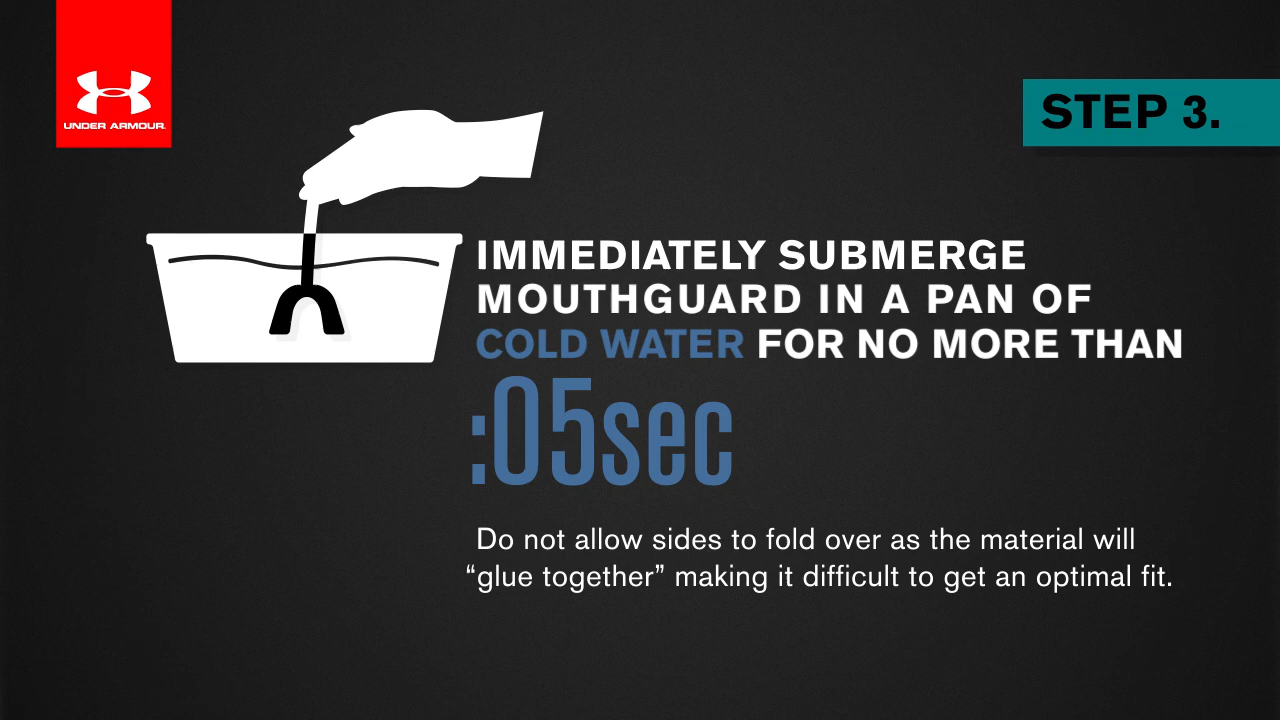 UNDER ARMOUR.
STEP 3.
IMMEDIATELY SUBMERGE
MOUTHGUARD IN A PAN OF
COLD WATER FOR NO MORE THAN
:05sec
Do not allow sides to fold over as the material will
“glue together” making it difficult to get an optimal fit.